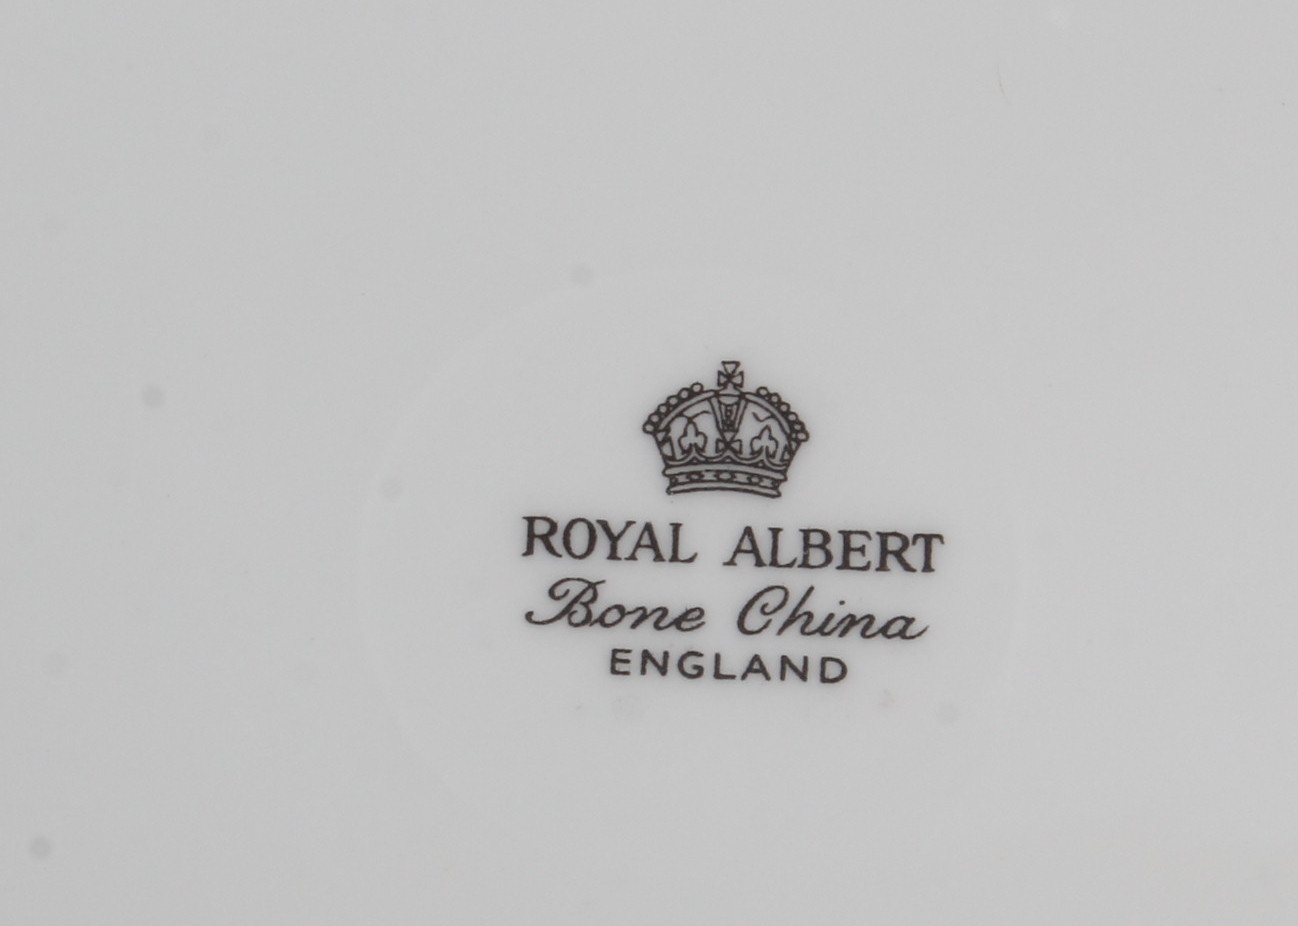 ROYAL ALBERT
Bone China
ENGLAND